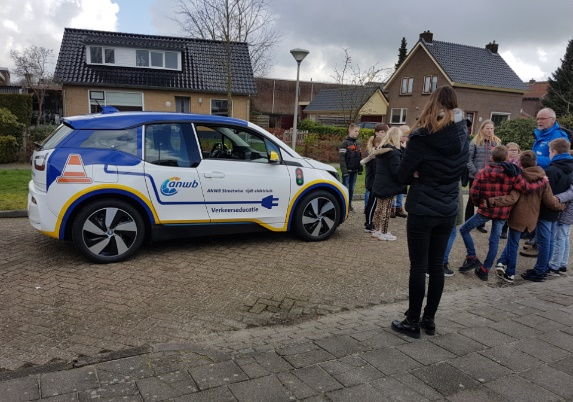 anwb
ANWB Streetwise rijdt elektrisch
Verkeerseducatie